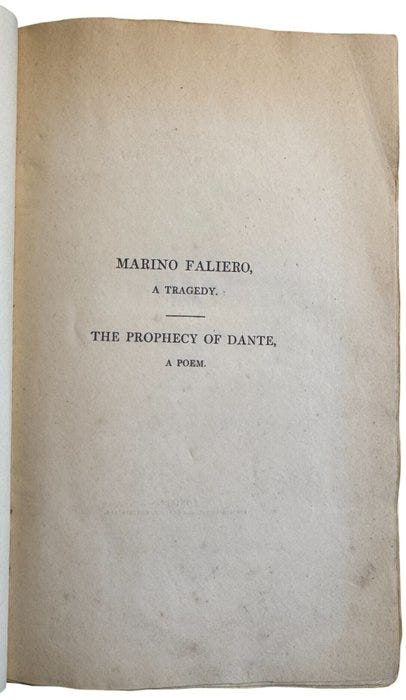 MARINO FALIERO,
A TRAGEDY.
THE PROPHECY OF DANTE,
A POEM.